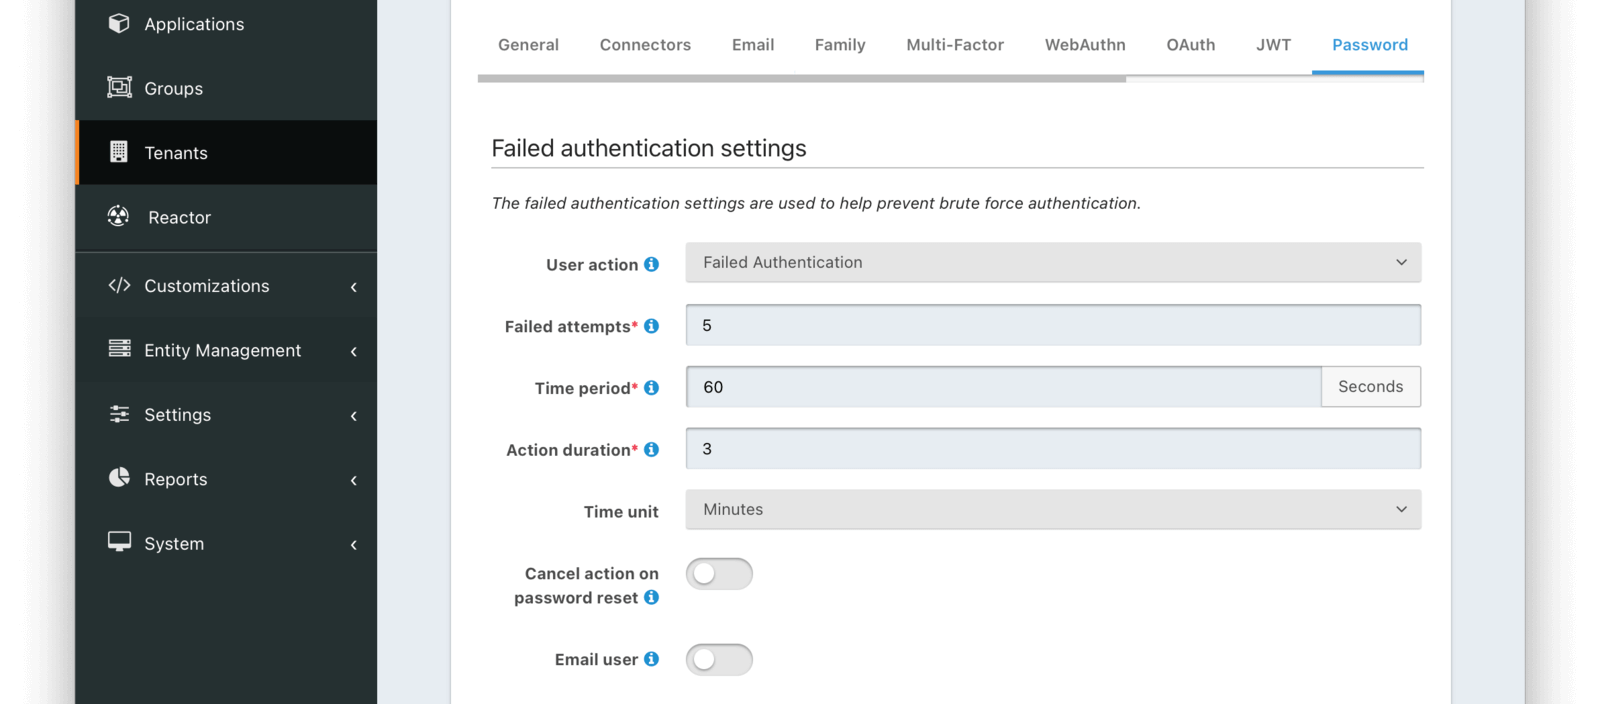 Applications
Groups
Tenants
Reactor
Customizations
Entity Management
Settings
Reports
System
General Connectors Email Family Multi-Factor WebAuthn OAuth JWT Password
Failed authentication settings
The failed authentication settings are used to help prevent brute force authentication.
User action Failed Authentication
Failed attempts* 5
Time period* 60 Seconds
Action duration* 3
Time unit Minutes
Cancel action on
password reset
Email user